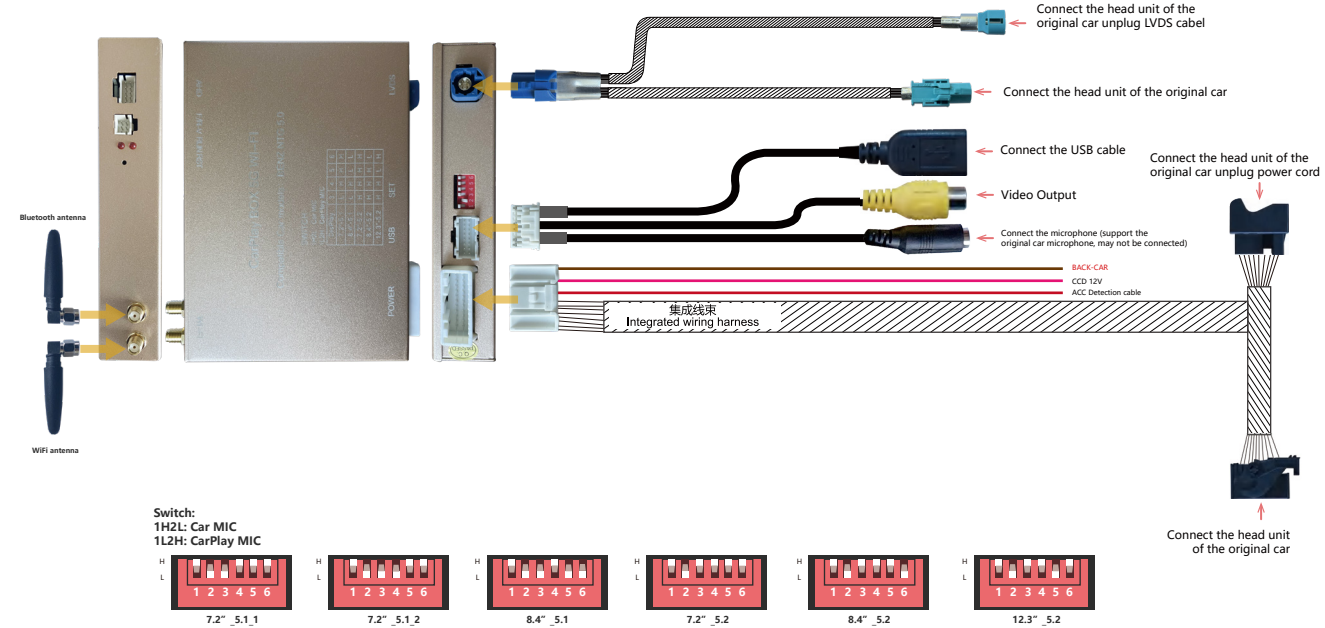 Connect the head unit of the
original car unplug LVDS cabel
Connect the head unit of the original car
Connect the USB cable
Video Output
Connect the microphone (support the
original car microphone, may not be connected)
Connect the head unit of the
original car unplug power cord
BACK-CAR
CCD 12V
ACC Detection cable
集成线束
Integrated wiring harness
Bluetooth antenna
WiFi antenna
LVDS
SET
USB
POWER
Connect the head unit
of the original car
Switch:
1H2L: Car MIC
1L2H: CarPlay MIC
H
L
1 2 3 4 5 6
7.2” _5.1_1
H
L
1 2 3 4 5 6
7.2” _5.1_2
H
L
1 2 3 4 5 6
8.4” _5.1
H
L
1 2 3 4 5 6
7.2” _5.2
H
L
1 2 3 4 5 6
8.4” _5.2
H
L
1 2 3 4 5 6
12.3” _5.2